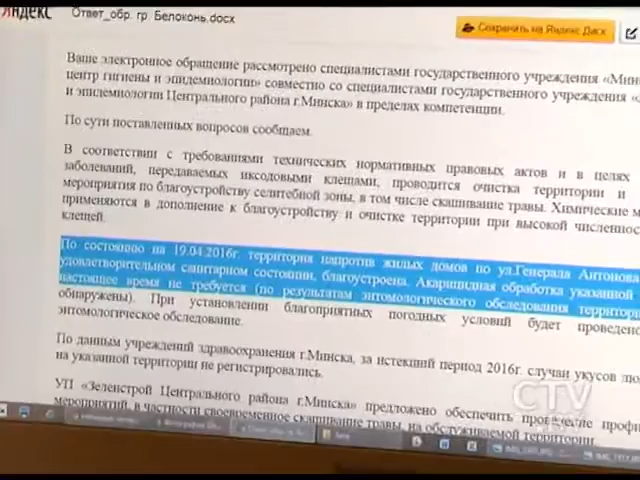 Яндекс
Ответ_обр. гр. Белоконь.docx
Сохранить на Яндекс.Диск
Ваше электронное обращение рассмотрено специалистами государственного учреждения «Мин
центр гигиены и эпидемиологии» совместно со специалистами государственного учреждения
и эпидемиологии Центрального района г.Минска» в пределах компетенции.
По сути поставленных вопросов сообщаем.
В соответствии с требованиями технических нормативных правовых актов и в целях
заболеваний, передаваемых иксодовыми клещами, проводится очистка территории и
мероприятия по благоустройству селитебной зоны, в том числе скашивание травы. Химические м
применяются в дополнение к благоустройству и очистке территории при высокой численнос
клещей.
По состоянию на 19.04.2016г. территория напротив жилых домов по ул.Генерала Антонова
удовлетворительном санитарном состоянии, благоустроена. Акарицидная обработка указанной
настоящее время не требуется (по результатам энтомологического обследования территори
обнаружены). При установлении благоприятных погодных условий будет проведено
энтомологическое обследование.
По данным учреждений здравоохранения г.Минска, за истекший период 2016г. случаи укусов лю
на указанной территории не регистрировались.
УП «Зеленстрой Центрального района г.Минска» предложено обеспечить проведение профи
мероприятий, в частности своевременное скашивание травы, на обслуживаемой территории.
CTV